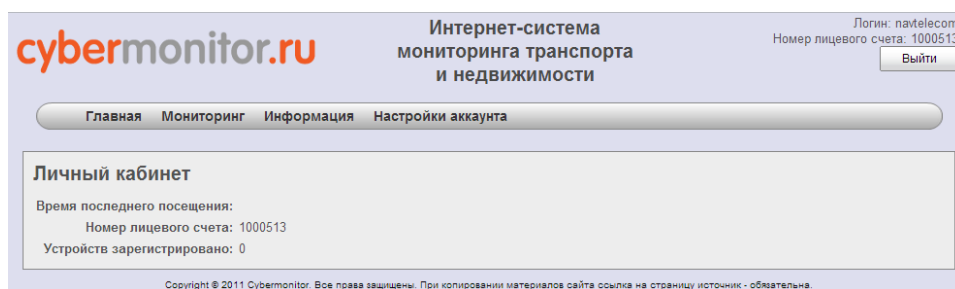 cybermonitor.ru
Интернет-система
мониторинга транспорта
и недвижимости
Логин: navtelecom
Номер лицевого счета: 1000513
Выйти
Главная Мониторинг Информация Настройки аккаунта
Личный кабинет
Время последнего посещения:
Номер лицевого счета: 1000513
Устройств зарегистрировано: 0
Copyright © 2011 Cybermonitor. Все права защищены. При копировании материалов сайта ссылка на страницу источник - обязательна.